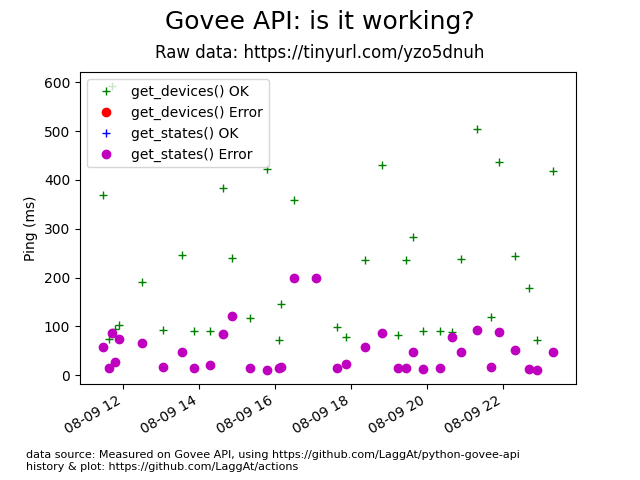 Govee API: is it working?
Raw data: https://tinyurl.com/yzo5dnuh
600
500
400
300
200
100
0
Ping (ms)
get_devices() OK
get_devices() Error
get_states() OK
get_states() Error
08-09 12
08-09 14
08-09 16
08-09 18
08-09 20
08-09 22
data source: Measured on Govee API, using https://github.com/LaggAt/python-govee-api
history & plot: https://github.com/LaggAt/actions